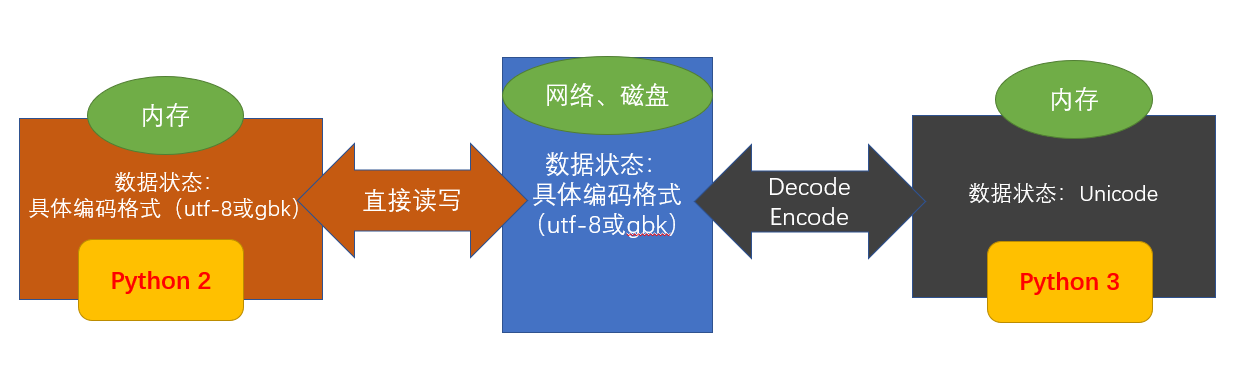 内存
数据状态：
具体编码格式（utf-8或gbk）
Python 2
直接读写
网络、磁盘
数据状态：
具体编码格式
（utf-8或gbk）
Decode
Encode
内存
数据状态：Unicode
Python 3